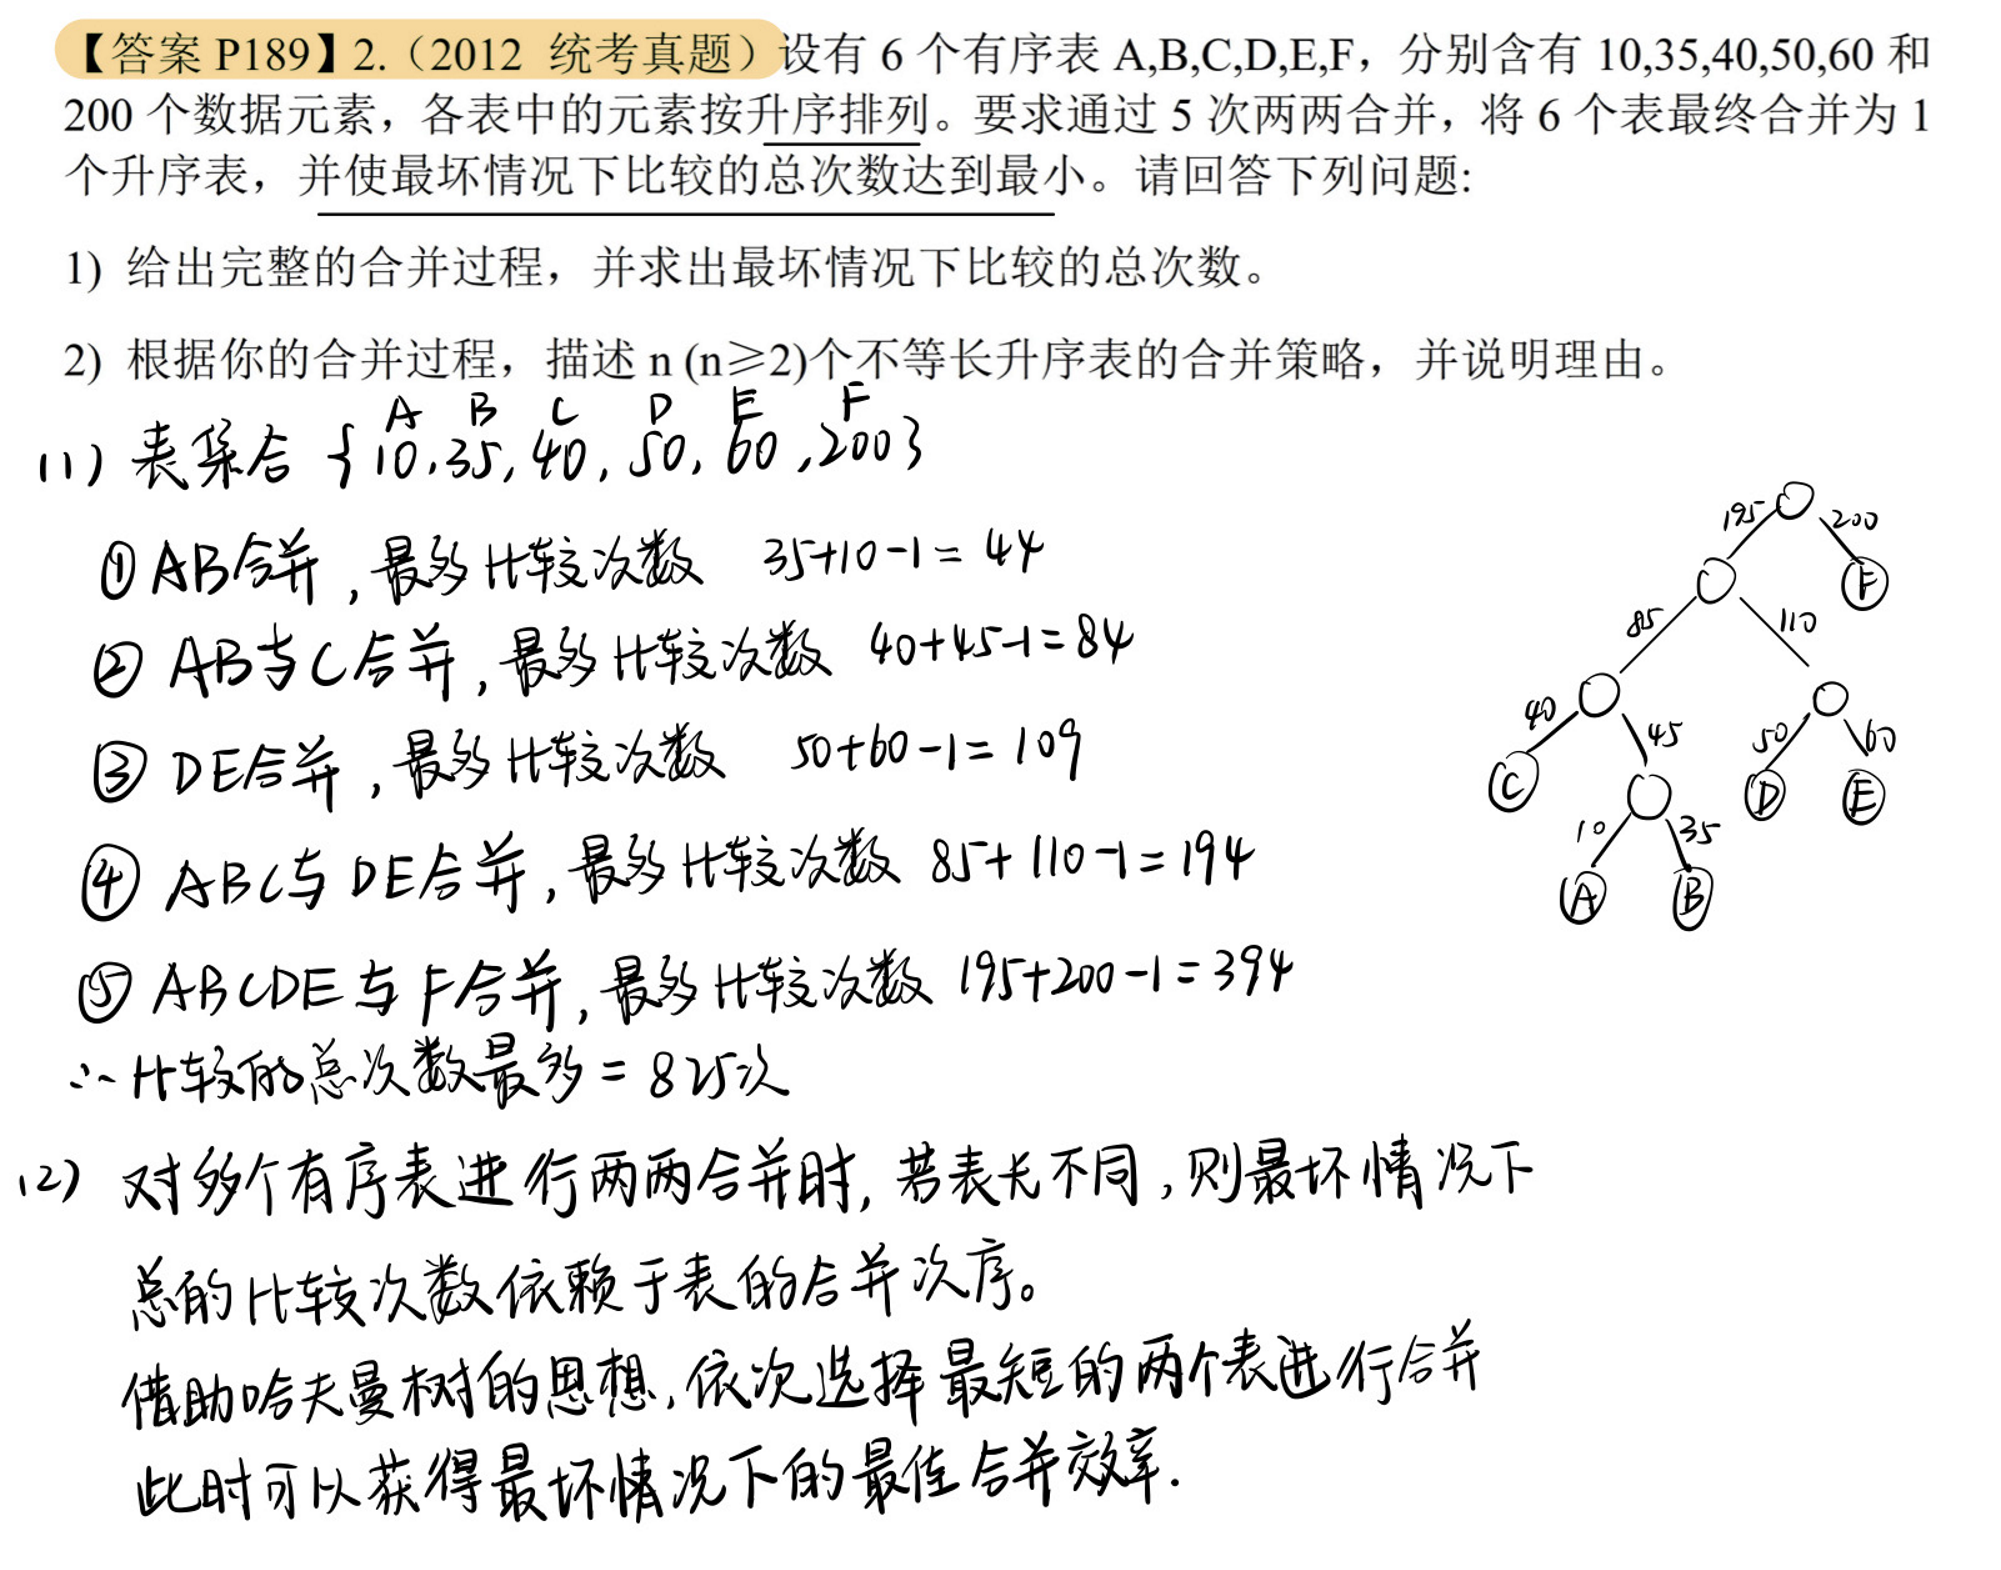 【答案 P189】2.（2012 统考真题）设有 6 个有序表 A,B,C,D,E,F，分别含有 10,35,40,50,60 和
200 个数据元素，各表中的元素按升序排列。要求通过 5 次两两合并，将 6 个表最终合并为 1
个升序表，并使最坏情况下比较的总次数达到最小。请回答下列问题:
1) 给出完整的合并过程，并求出最坏情况下比较的总次数。
2) 根据你的合并过程，描述 n (n≥2)个不等长升序表的合并策略，并说明理由。
A B C D E F
(1) 表集合 {10,35,40,50,60,200}
① AB合并，最多比较次数 35+10-1=44
② AB与C合并，最多比较次数 40+45-1=84
③ DE合并，最多比较次数 50+60-1=109
④ ABC与DE合并，最多比较次数 85+110-1=194
⑤ ABCDE与F合并，最多比较次数 195+200-1=394
∴比较的总次数最多=825次
195 200
F
85 110
40 45 50 60
C D E
10 35
A B
(2) 对多个有序表进行两两合并时,若表长不同,则最坏情况下
总的比较次数依赖于表的合并次序。
借助哈夫曼树的思想,依次选择最短的两个表进行合并
此时可以获得最坏情况下的最佳合并效率.